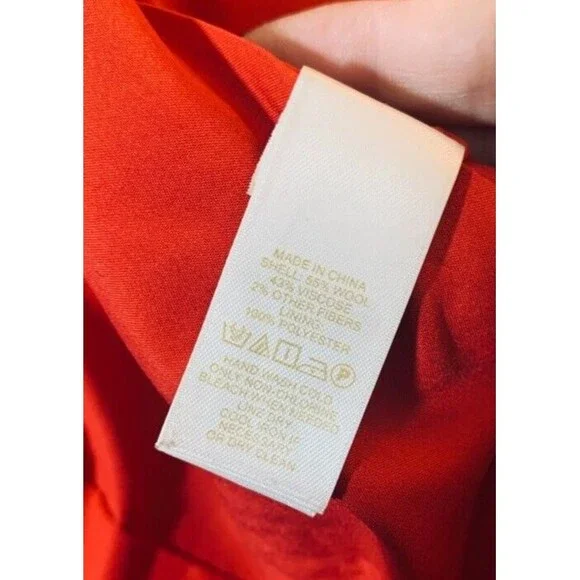 MADE IN CHINA
SHELL: 55% WOOL
43% VISCOSE
2% OTHER FIBERS
LINING:
100% POLYESTER
P
HAND WASH COLD
ONLY NON-CHLORINE
BLEACH WHEN NEEDED
LINE DRY
COOL IRON IF
NECESSARY
OR DRY CLEAN